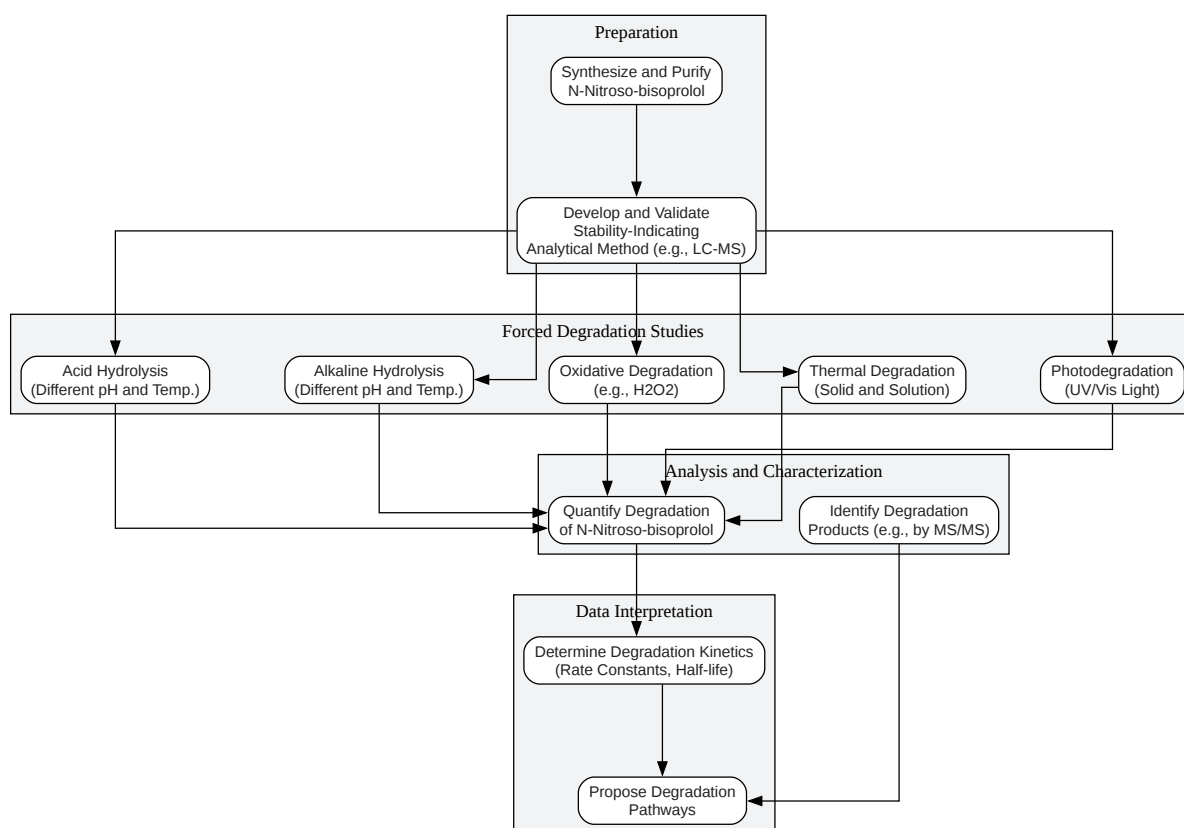 Preparation
Synthesize and Purify
N-Nitroso-bisoprolol
Develop and Validate
Stability-Indicating
Analytical Method (e.g., LC-MS)
Forced Degradation Studies
Acid Hydrolysis
(Different pH and Temp.)
Alkaline Hydrolysis
(Different pH and Temp.)
Oxidative Degradation
(e.g., H2O2)
Thermal Degradation
(Solid and Solution)
Photodegradation
(UV/Vis Light)
Analysis and Characterization
Quantify Degradation
of N-Nitroso-bisoprolol
Identify Degradation
Products (e.g., by MS/MS)
Data Interpretation
Determine Degradation Kinetics
(Rate Constants, Half-life)
Propose Degradation
Pathways